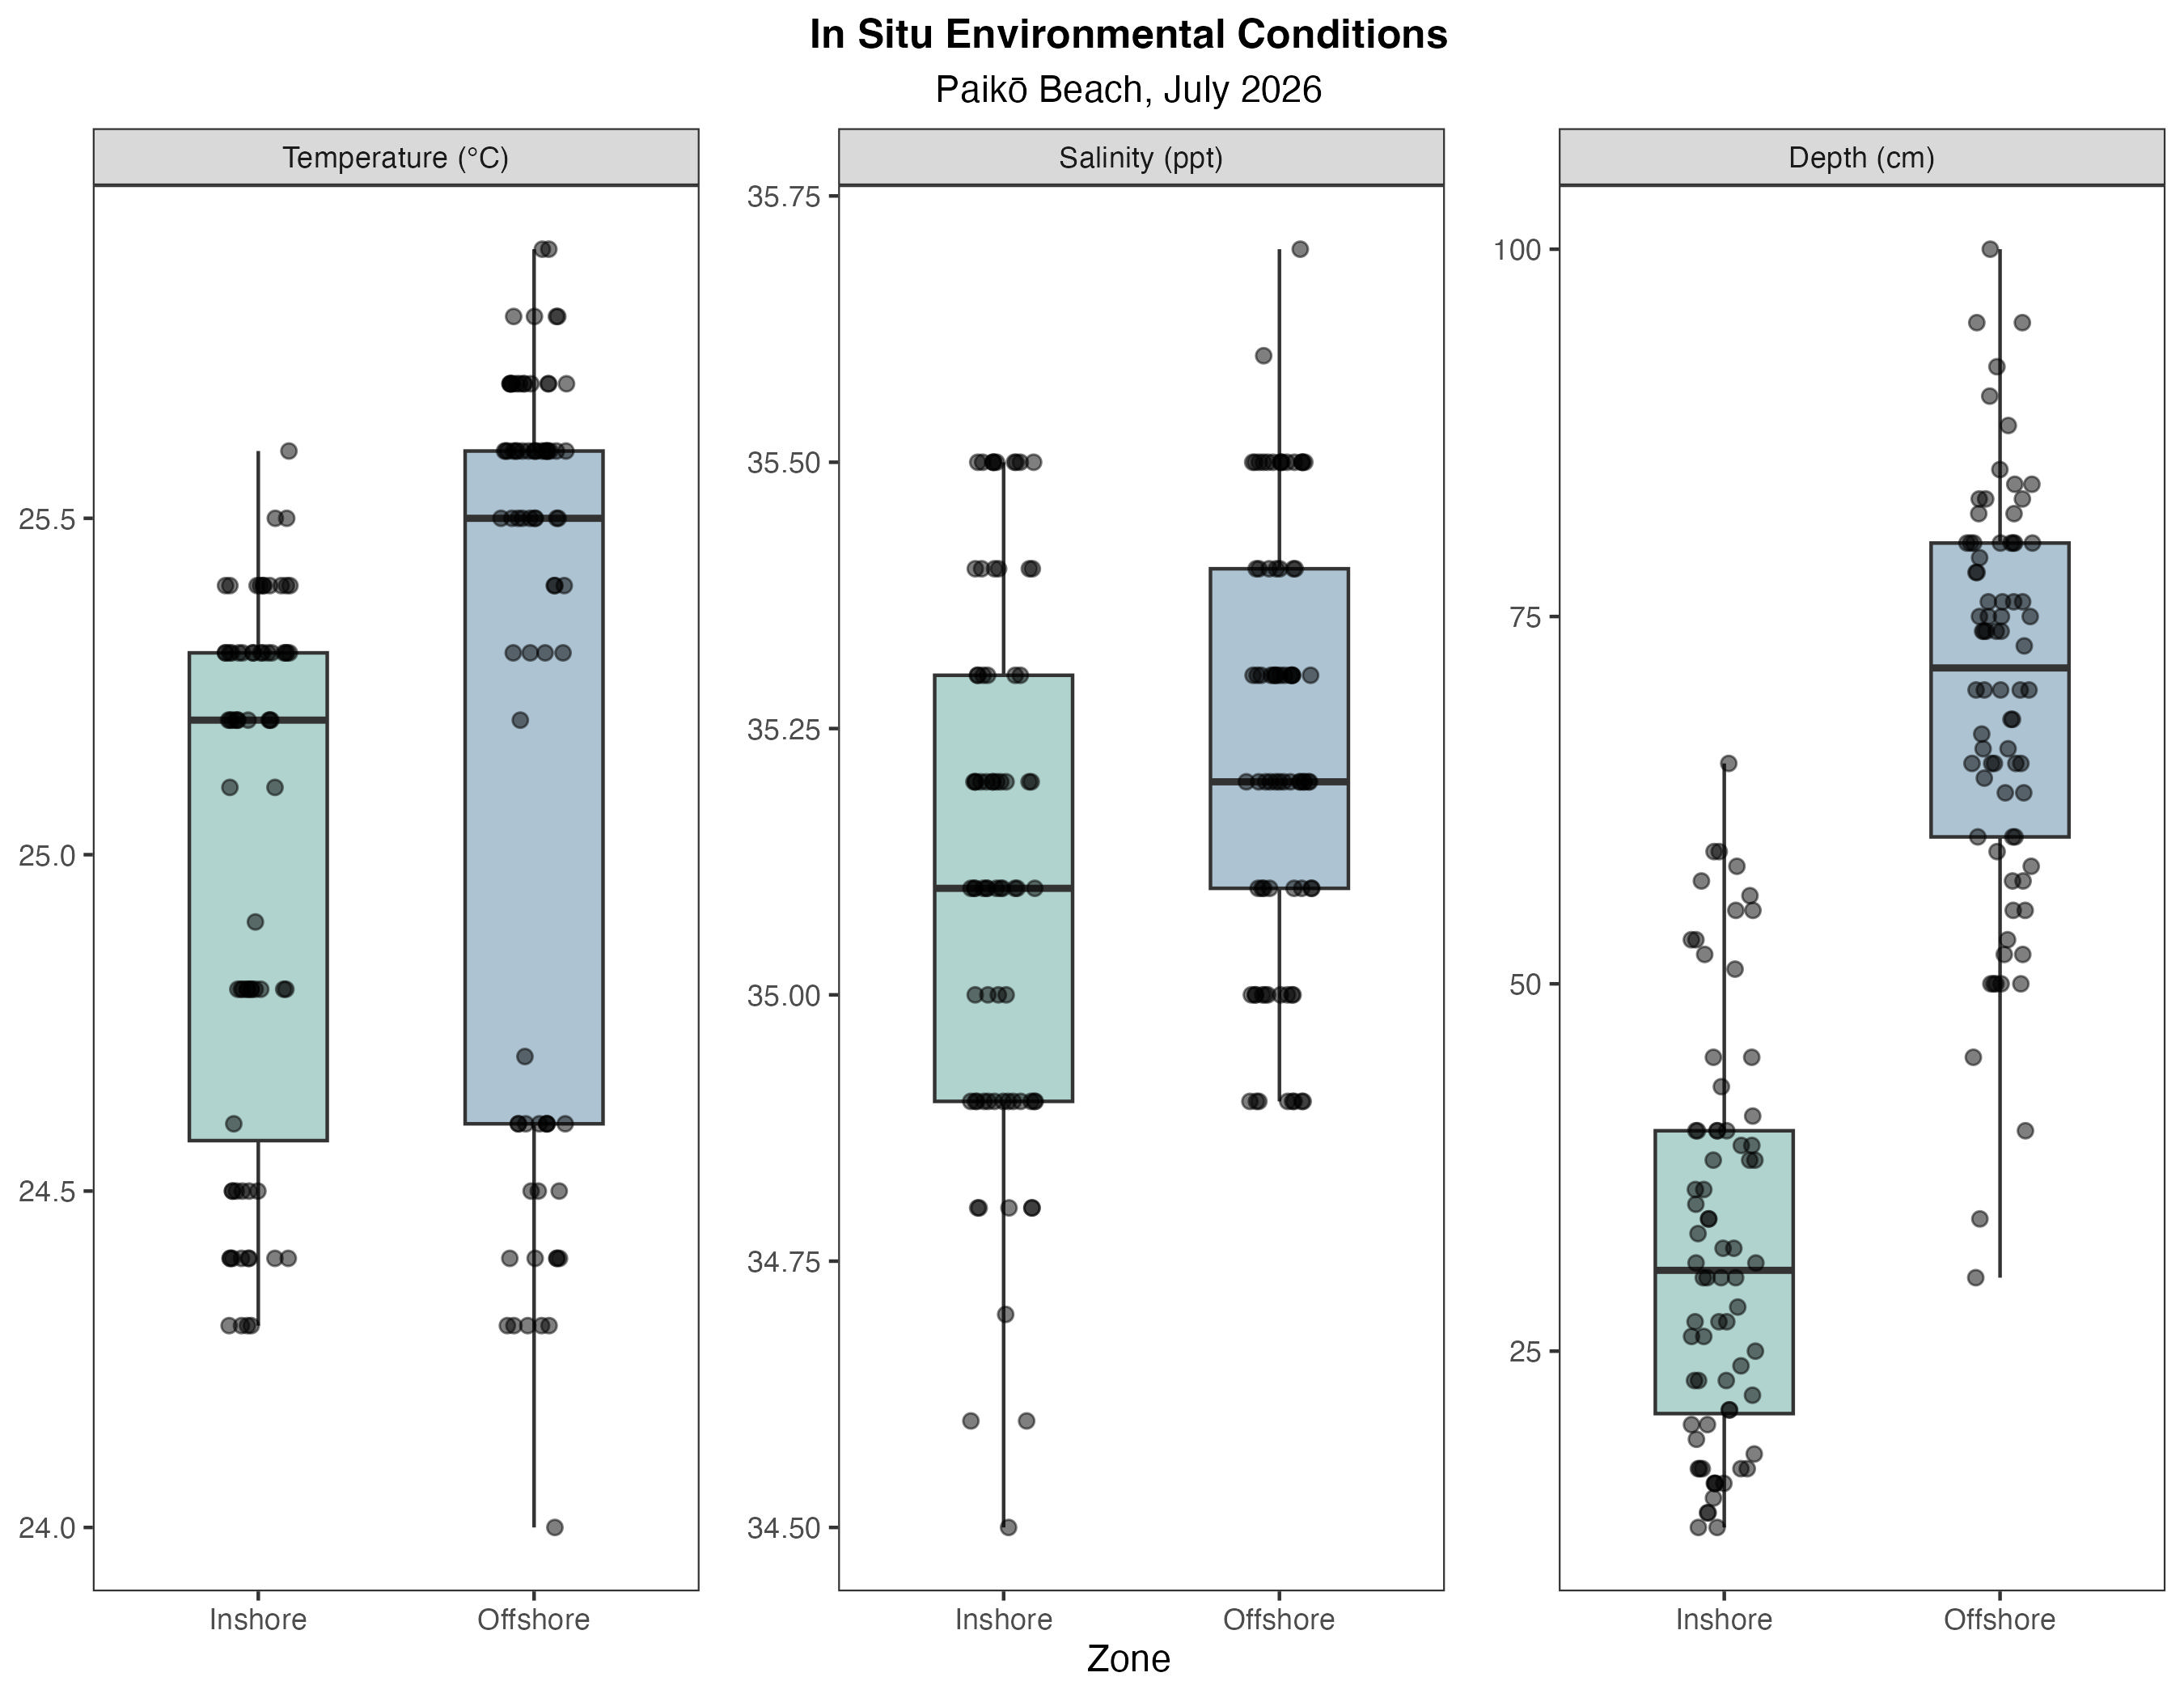 In Situ Environmental Conditions
Paikō Beach, July 2026
Temperature (°C)
25.5
25.0
24.5
24.0
Inshore
Offshore
Salinity (ppt)
35.75
35.50
35.25
35.00
34.75
34.50
Inshore
Offshore
Depth (cm)
100
75
50
25
Inshore
Offshore
Zone